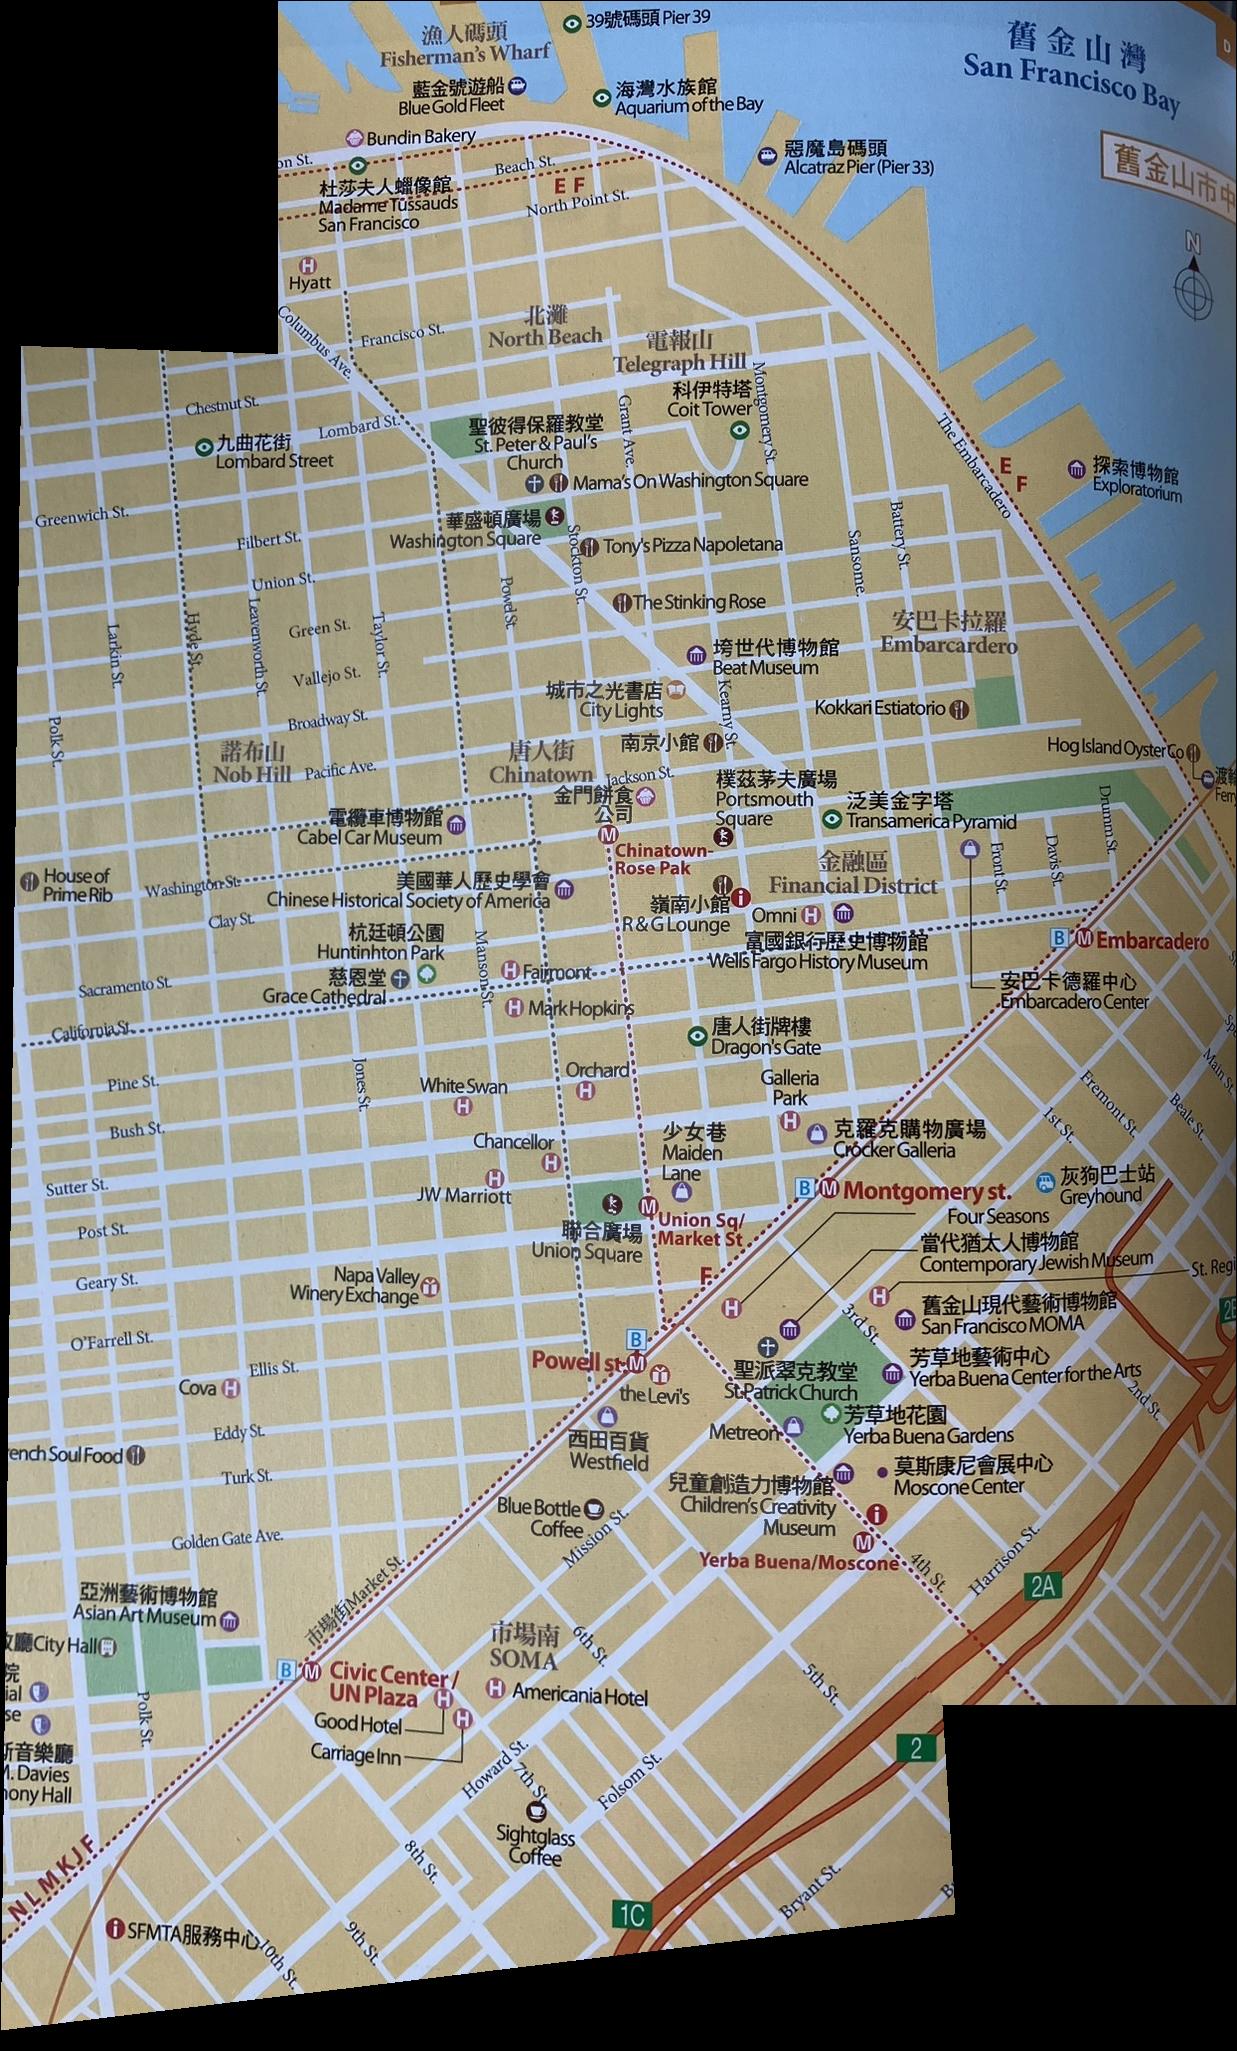 39號碼頭 Pier 39
漁人碼頭
Fisherman's Wharf
舊金山灣
San Francisco Bay
D
藍金號遊船
Blue Gold Fleet
海灣水族館
Aquarium of the Bay
Bundin Bakery
惡魔島碼頭
Alcatraz Pier (Pier 33)
舊金山市中
on St.
Beach St.
杜莎夫人蠟像館
Madame Tussauds
San Francisco
E F
North Point St.
N
H
Hyatt
Columbus Ave.
Francisco St.
北灘
North Beach
電報山
Telegraph Hill
科伊特塔
Coit Tower
Montgomery St.
Grant Ave.
Chestnut St.
Lombard St.
九曲花街
Lombard Street
聖彼得保羅教堂
St. Peter & Paul's
Church
Mama's On Washington Square
The Embarcadero
E
F
探索博物館
Exploratorium
Greenwich St.
Filbert St.
華盛頓廣場
Washington Square
Stockton St.
Tony's Pizza Napoletana
Sansome.
Battery St.
Union St.
Powel St.
The Stinking Rose
Larkin St.
Hyde St.
Leavenworth St.
Green St.
Taylor St.
安巴卡拉羅
Embarcardero
垮世代博物館
Beat Museum
Vallejo St.
城市之光書店
City Lights
Kearny St.
Kokkari Estiatorio
Polk St.
Broadway St.
南京小館
Hog Island Oyster Co
諾布山
Nob Hill
Pacific Ave.
唐人街
Chinatown
Jackson St.
金門餅食
公司
樸茲茅夫廣場
Portsmouth
Square
泛美金字塔
Transamerica Pyramid
渡輪
Ferry
電纜車博物館
Cabel Car Museum
M
Chinatown-
Rose Pak
Drumm St.
Davis St.
Front St.
金融區
Financial District
House of
Prime Rib
Washington St.
美國華人歷史學會
Chinese Historical Society of America
嶺南小館
R & G Lounge
Omni H
Clay St.
杭廷頓公園
Huntinhton Park
富國銀行歷史博物館
Wells Fargo History Museum
B M Embarcadero
慈恩堂
Grace Cathedral
Manson St.
H Fairmont
Sacramento St.
安巴卡德羅中心
Embarcadero Center
H Mark Hopkins
California St.
唐人街牌樓
Dragon's Gate
Main St.
Pine St.
Jones St.
White Swan
H
Orchard
H
Galleria
Park
H
Fremont St.
Beale St.
1st St.
Bush St.
Chancellor
H
少女巷
Maiden
Lane
克羅克購物廣場
Crocker Galleria
JW Marriott
H
Sutter St.
B M Montgomery st.
灰狗巴士站
Greyhound
M
Union Sq/
Market St
Four Seasons
Post St.
聯合廣場
Union Square
當代猶太人博物館
Contemporary Jewish Museum
Geary St.
Napa Valley
Winery Exchange
F
H
H
St. Regi
3rd St.
舊金山現代藝術博物館
San Francisco MOMA
O'Farrell St.
B
Powell st M
the Levi's
聖派翠克教堂
St.Patrick Church
芳草地藝術中心
Yerba Buena Center for the Arts
2nd St.
Ellis St.
Cova H
西田百貨
Westfield
Metreon
芳草地花園
Yerba Buena Gardens
Eddy St.
rench Soul Food
Turk St.
兒童創造力博物館
Children's Creativity
Museum
莫斯康尼會展中心
Moscone Center
Blue Bottle
Coffee
Mission St.
Golden Gate Ave.
M
Yerba Buena/Moscone
4th St.
Harrison St.
2A
亞洲藝術博物館
Asian Art Museum
市場街Market St.
City Hall
市場南
SOMA
6th St.
5th St.
院
ial
se
B M Civic Center/
UN Plaza
H Americania Hotel
H
Good Hotel
H
Carriage Inn
Polk St.
2
音樂廳
M. Davies
hony Hall
Howard St.
7th St.
Folsom St.
Sightglass
Coffee
8th St.
Bryant St.
N L M K J F
1C
SFMTA服務中心
10th St.
9th St.